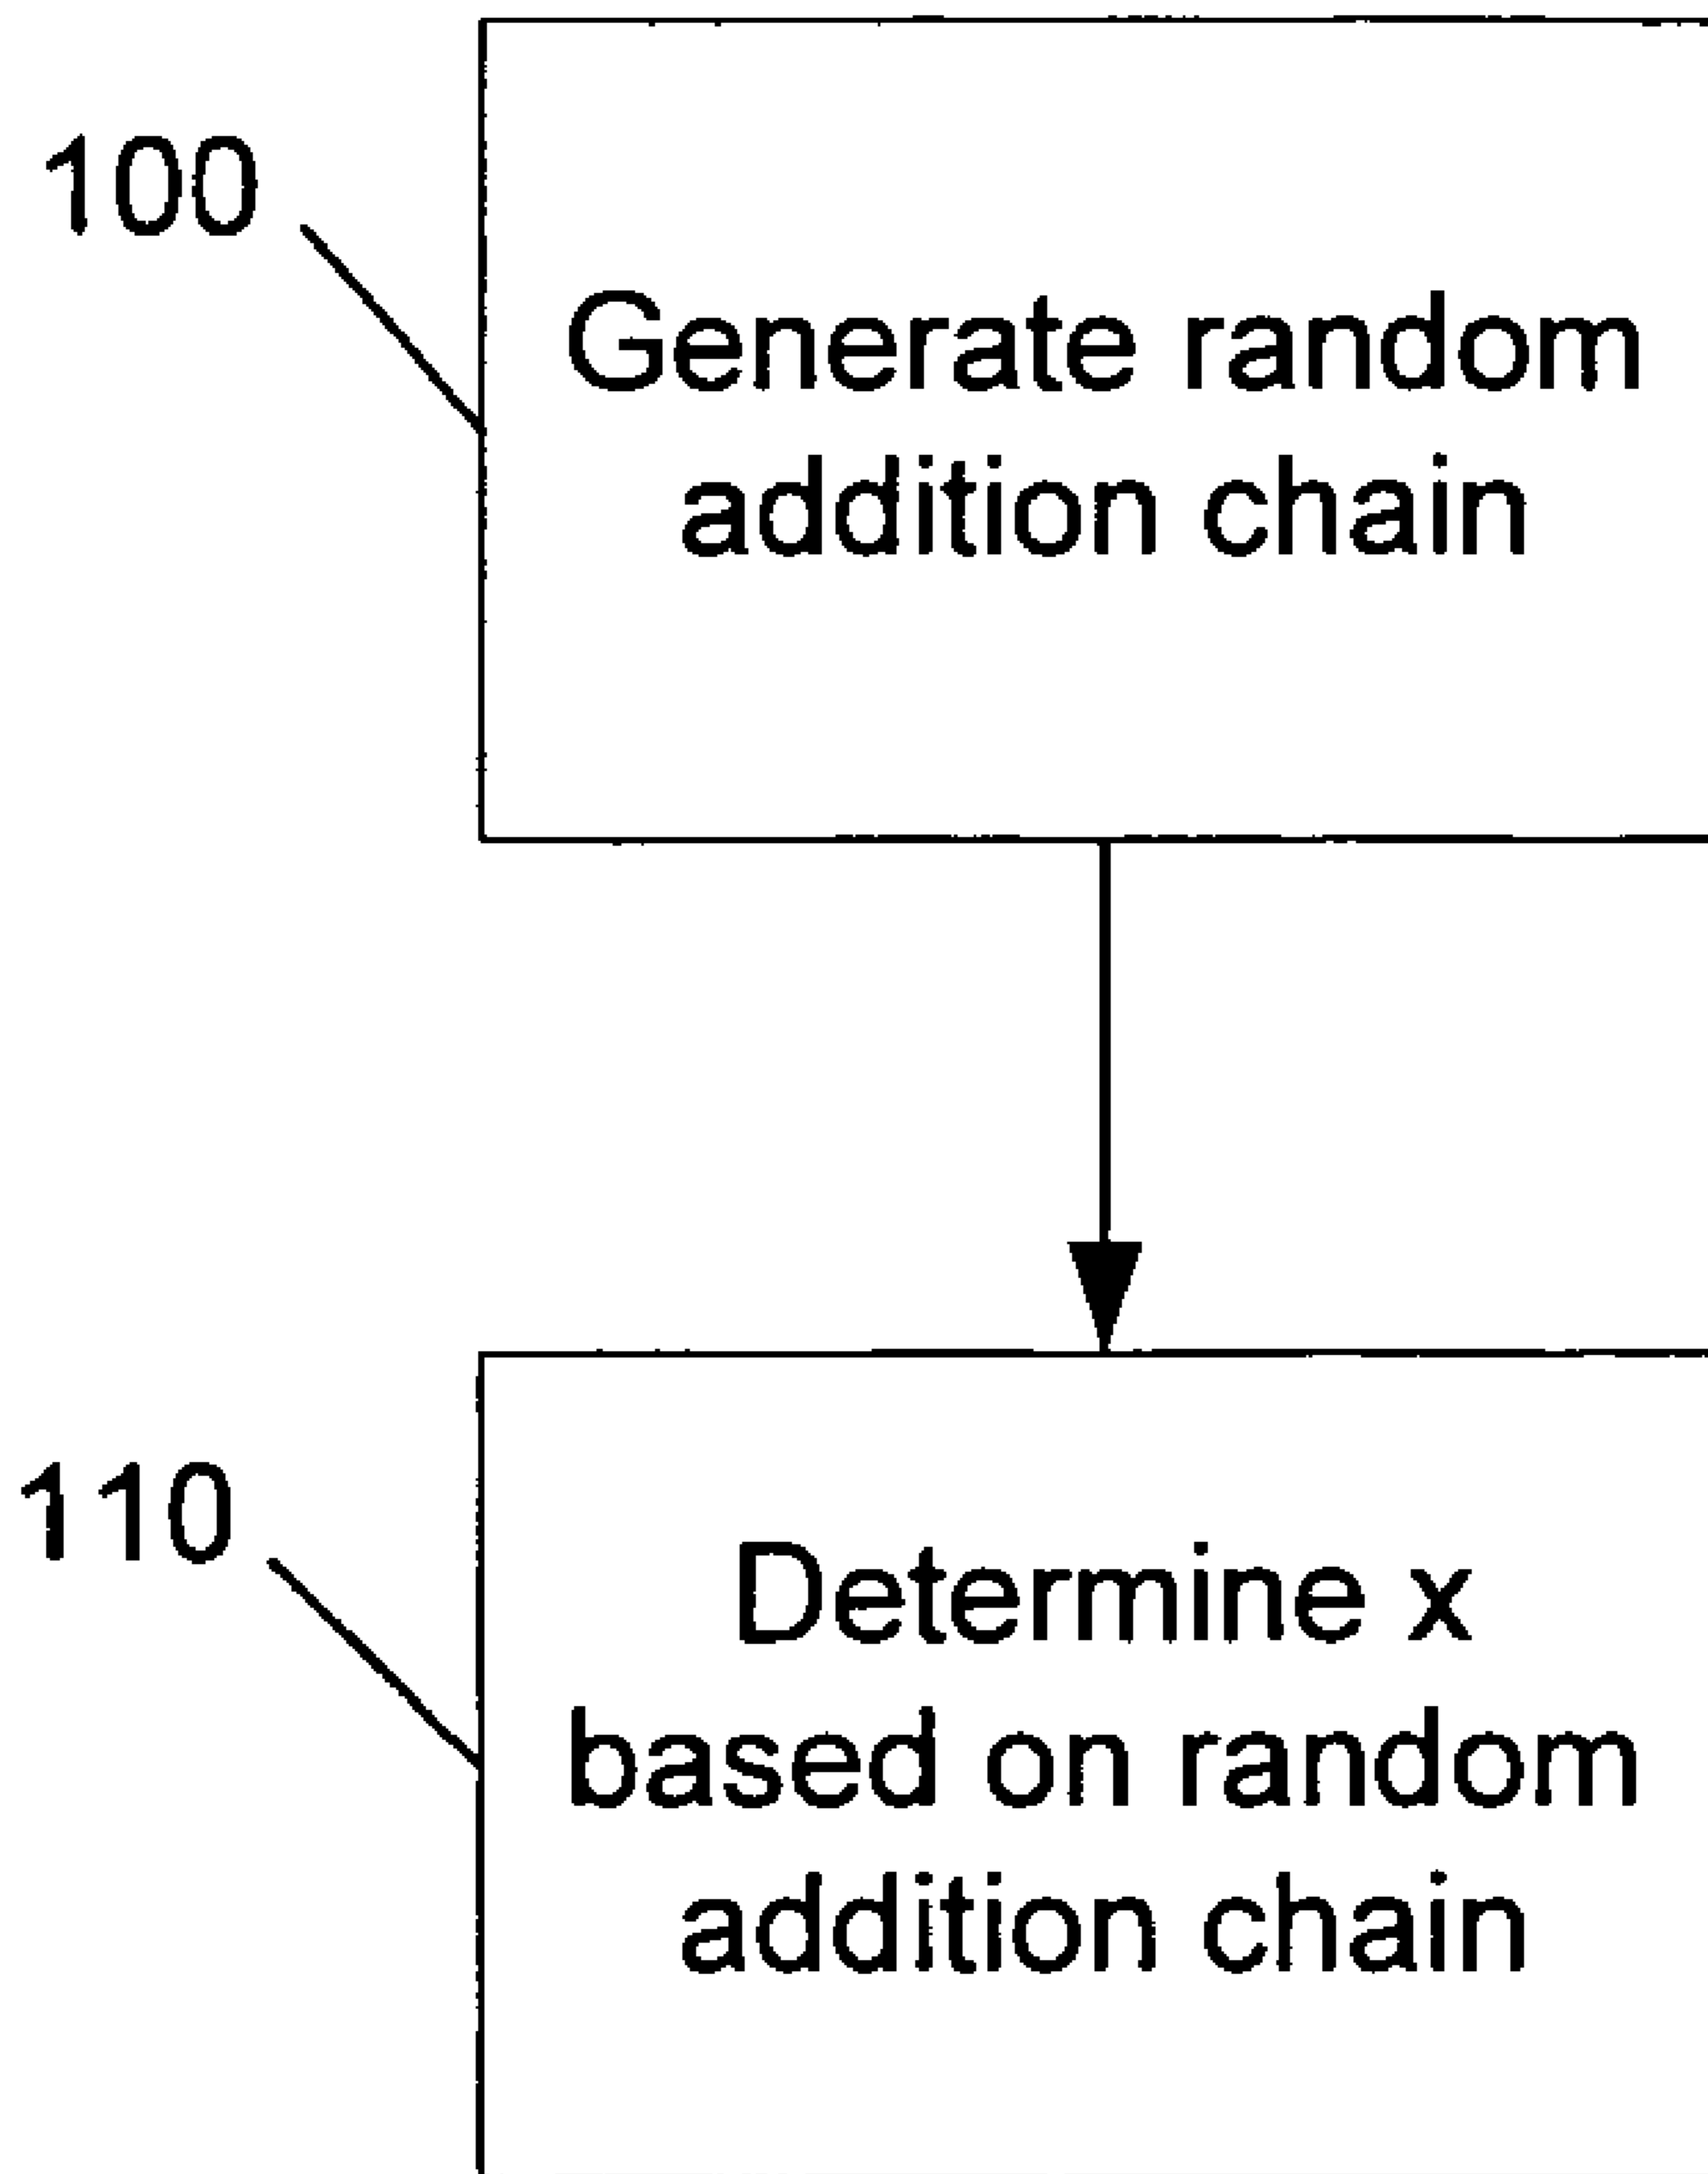 100
Generate random
addition chain
110
Determine x
based on random
addition chain